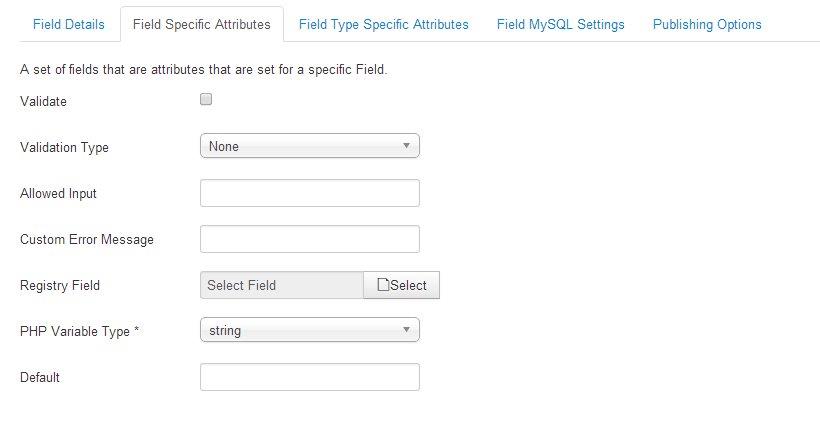 Field Details Field Specific Attributes Field Type Specific Attributes Field MySQL Settings Publishing Options
A set of fields that are attributes that are set for a specific Field.
Validate
Validation Type None
Allowed Input
Custom Error Message
Registry Field Select Field Select
PHP Variable Type * string
Default